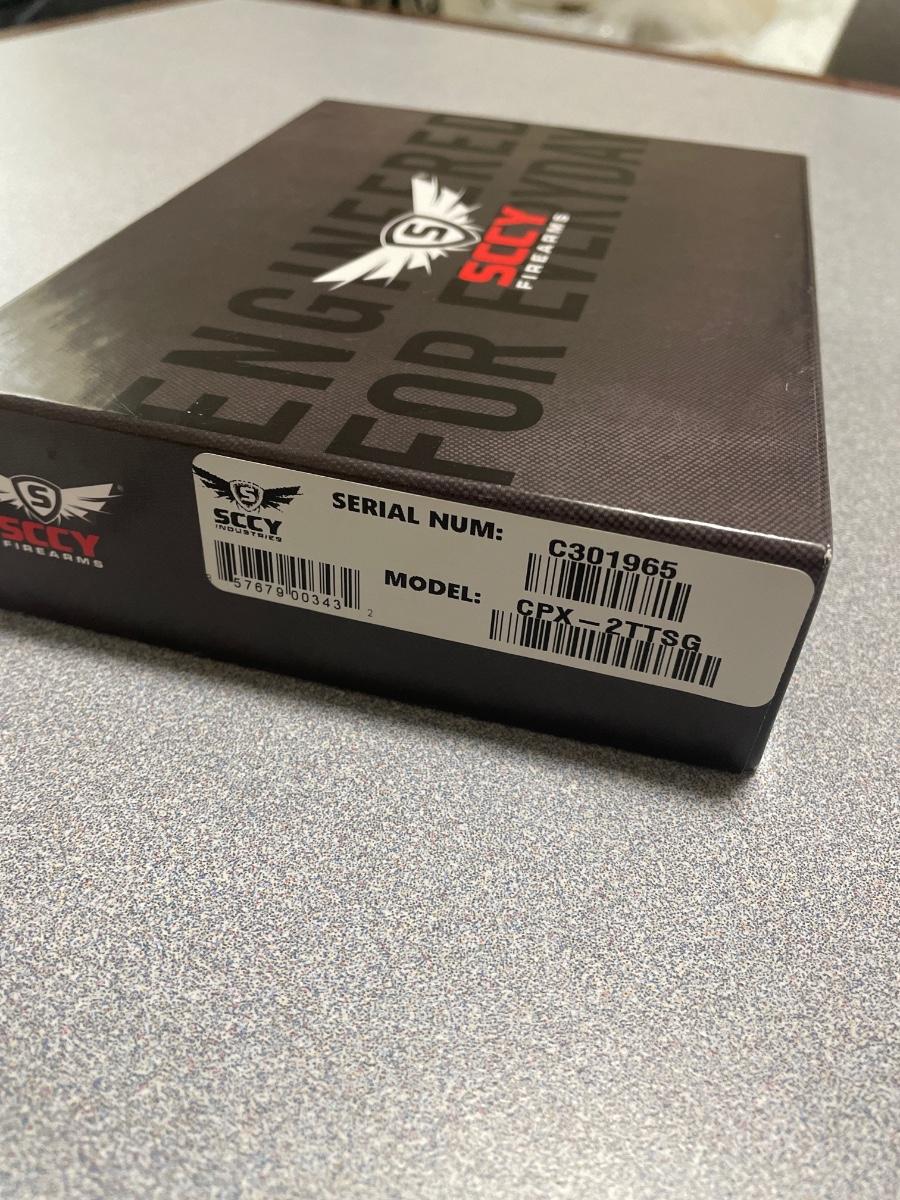 ENGINEERED
FOR EVERYDAY
S
SCCY
FIREARMS
S
SCCY
FIREARMS
S
SCCY
INDUSTRIES
SERIAL NUM:
C301965
57679 00343 2
MODEL:
CPX-2TTSG